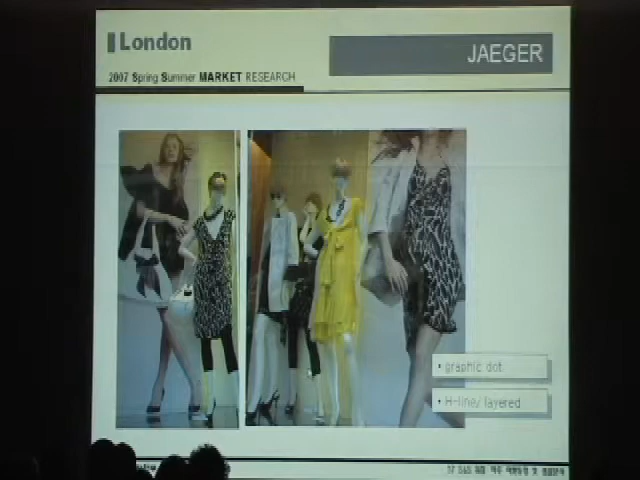 London
JAEGER
2007 Spring Summer MARKET RESEARCH
• graphic dot
• H-line/ layered